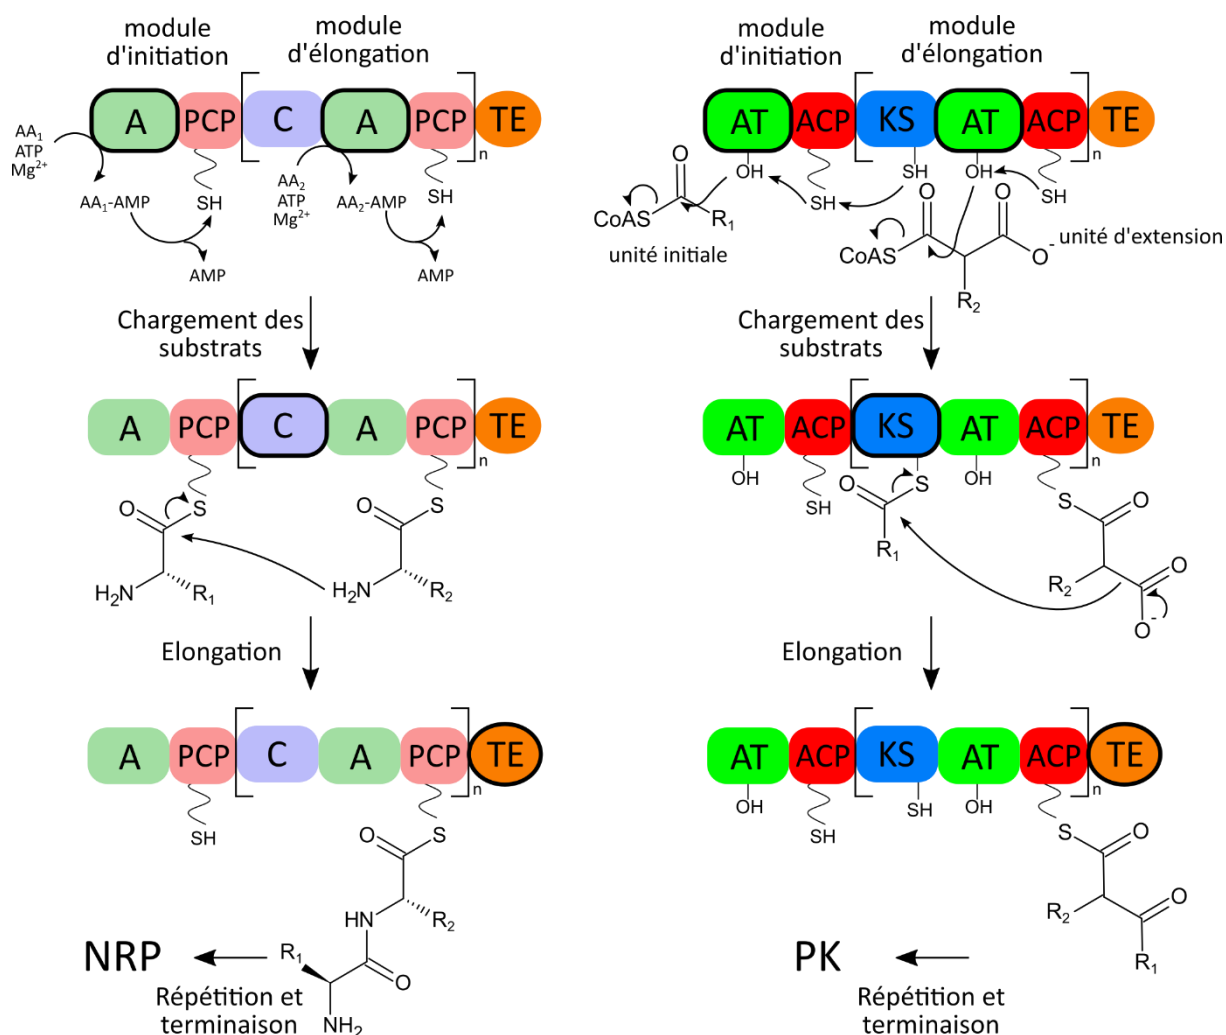 module
d'initiation
module
d'élongation
A
PCP
C
A
PCP
TE
n
AA₁
ATP
Mg²⁺
AA₁-AMP
SH
AMP
AA₂
ATP
Mg²⁺
AA₂-AMP
SH
AMP
Chargement des
substrats
A
PCP
C
A
PCP
TE
n
O
S
H₂N
R₁
O
S
H₂N
R₂
Elongation
A
PCP
C
A
PCP
TE
n
SH
O
S
HN
R₂
R₁
O
NH₂
NRP
Répétition et
terminaison
module
d'initiation
module
d'élongation
AT
ACP
KS
AT
ACP
TE
n
OH
SH
SH
OH
SH
O
CoAS
R₁
unité initiale
O
O
CoAS
O⁻
R₂
unité d'extension
Chargement des
substrats
AT
ACP
KS
AT
ACP
TE
n
OH
SH
S
OH
O
R₁
S
O
R₂
O
O⁻
Elongation
AT
ACP
KS
AT
ACP
TE
n
OH
SH
SH
OH
S
O
R₂
O
R₁
PK
Répétition et
terminaison